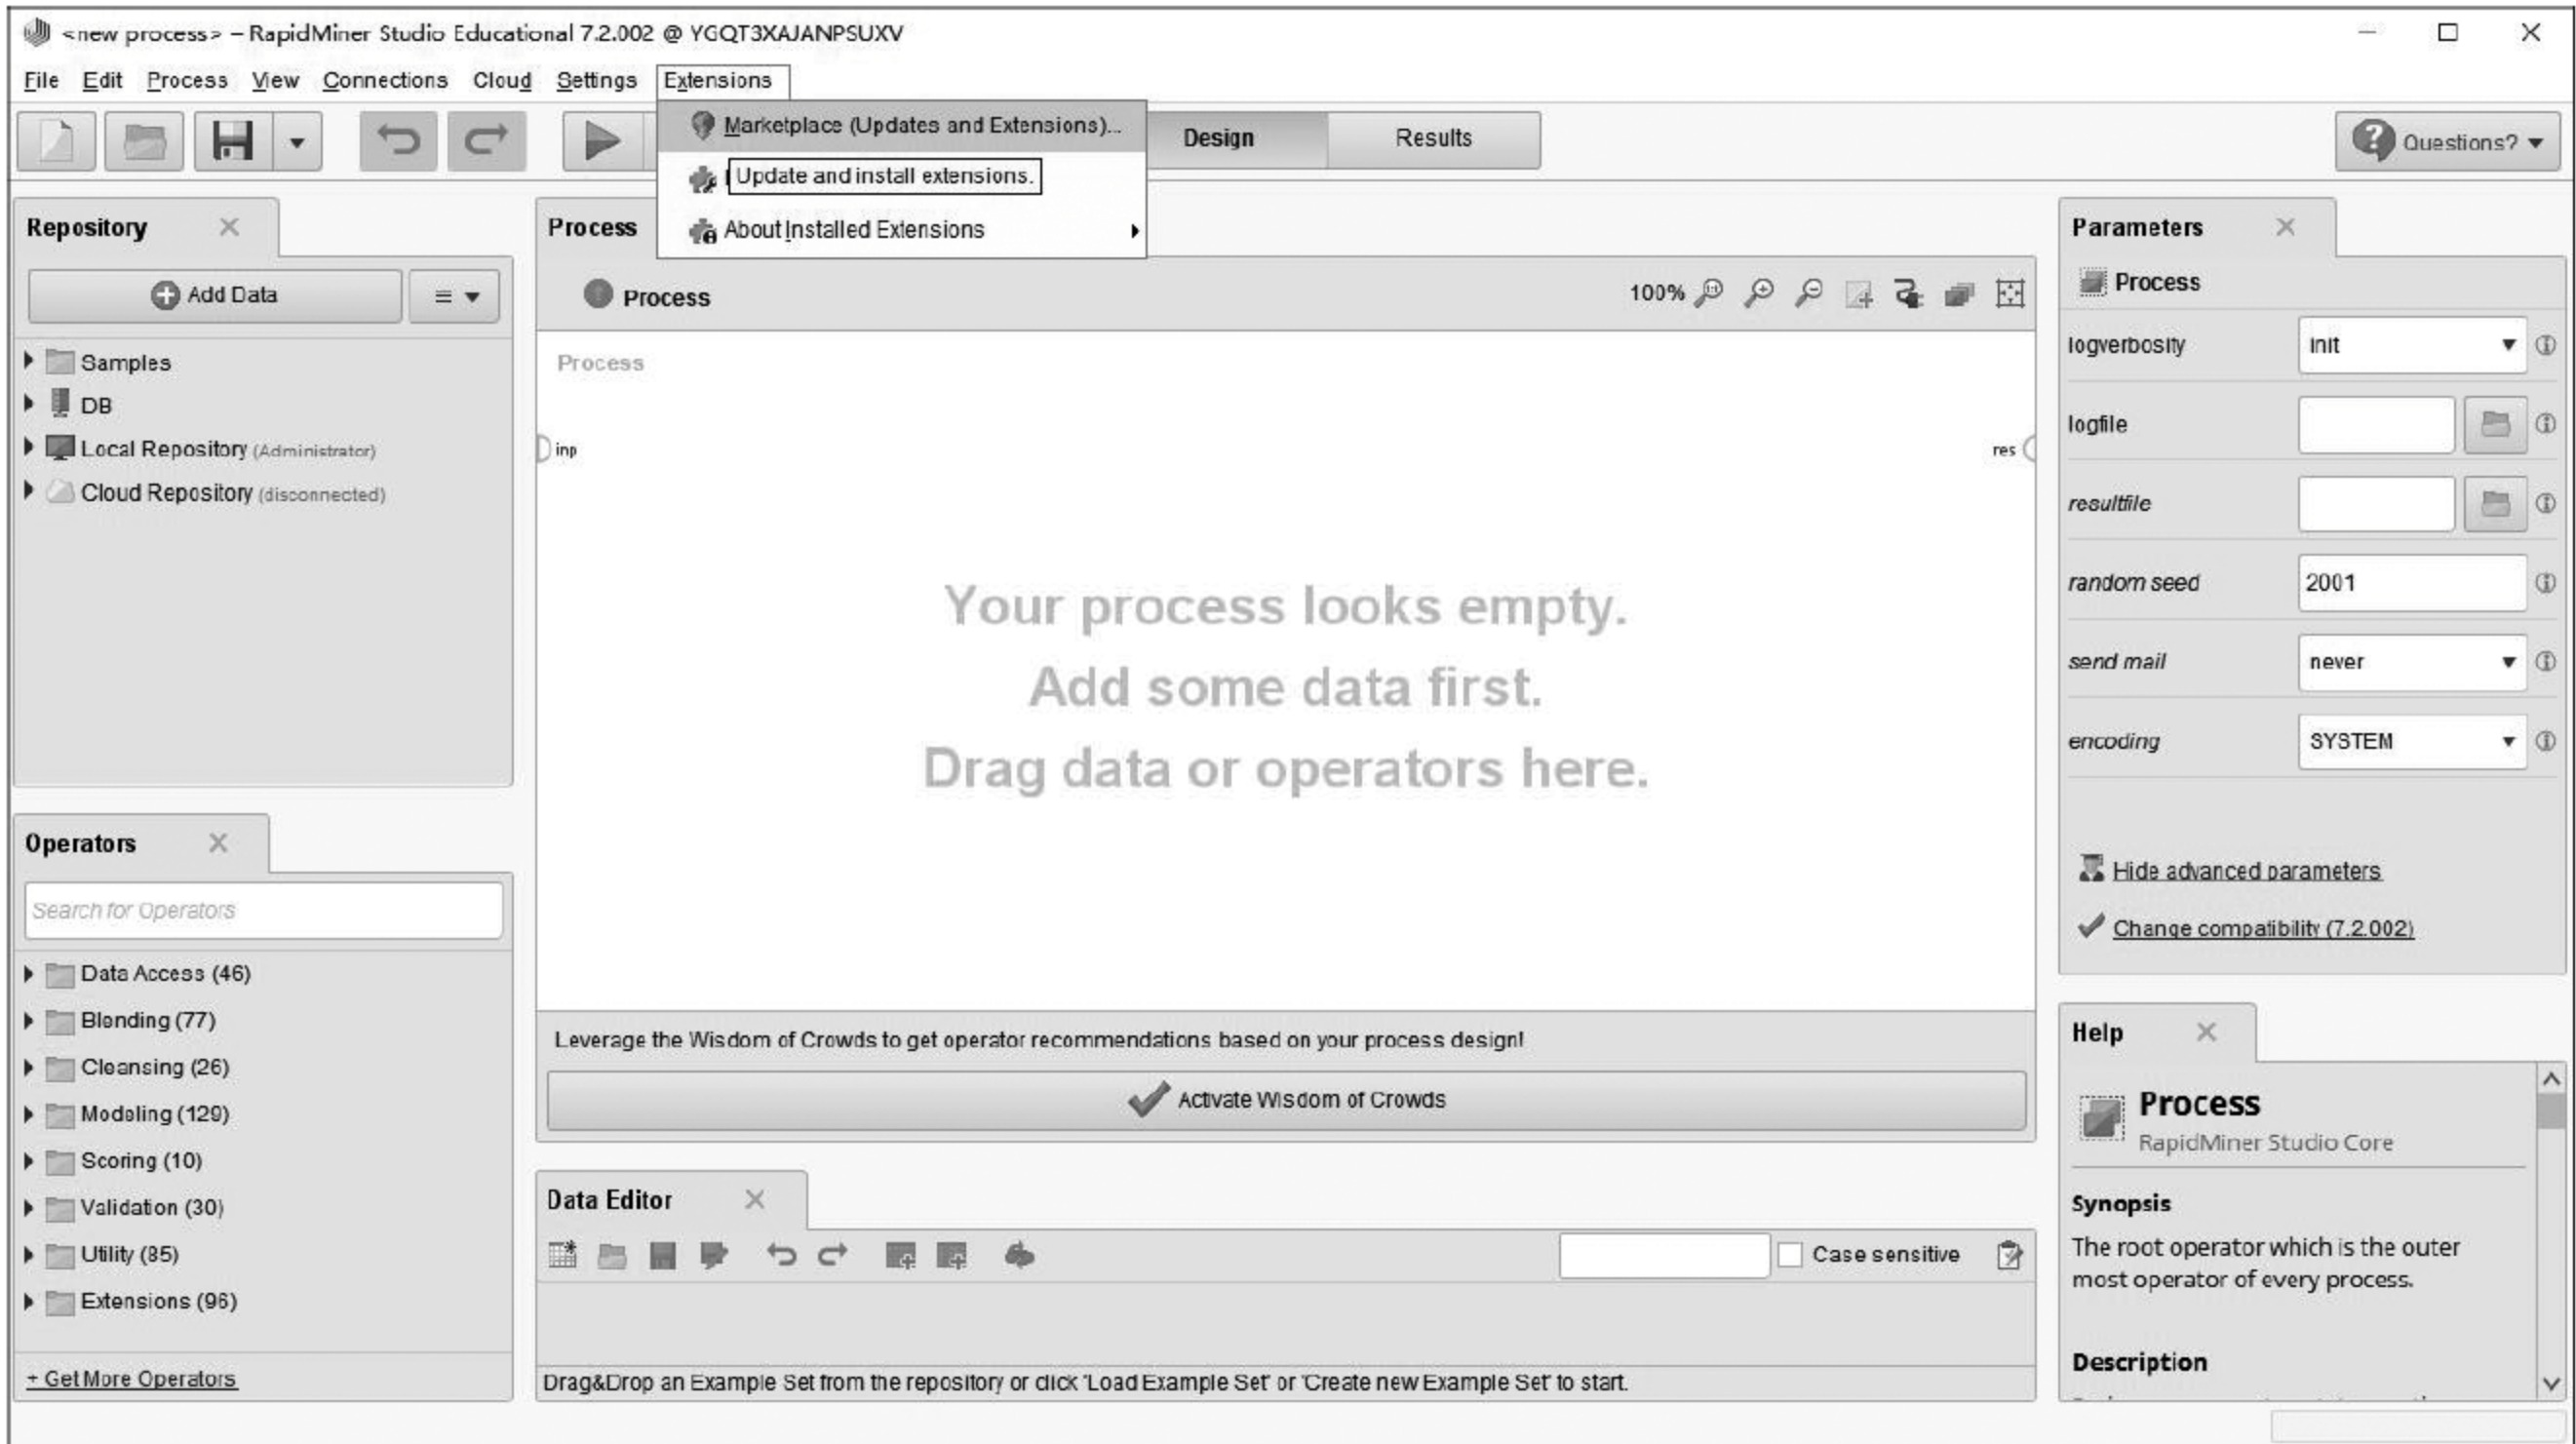 <new process> – RapidMiner Studio Educational 7.2.002 @ YGQT3XAJANPSUXV
File Edit Process View Connections Cloud Settings Extensions
Marketplace (Updates and Extensions)...
Update and install extensions.
About Installed Extensions
Design Results
Questions?
Repository
Add Data
Samples
DB
Local Repository (Administrator)
Cloud Repository (disconnected)
Operators
Search for Operators
Data Access (46)
Blending (77)
Cleansing (26)
Modeling (129)
Scoring (10)
Validation (30)
Utility (85)
Extensions (96)
+ Get More Operators
Process
Process
100%
Process
inp
res
Your process looks empty.
Add some data first.
Drag data or operators here.
Leverage the Wisdom of Crowds to get operator recommendations based on your process design!
Activate Wisdom of Crowds
Data Editor
Case sensitive
Drag&Drop an Example Set from the repository or click 'Load Example Set' or 'Create new Example Set' to start.
Parameters
Process
logverbosity init
logfile
resultfile
random seed 2001
send mail never
encoding SYSTEM
Hide advanced parameters
Change compatibility (7.2.002)
Help
Process
RapidMiner Studio Core
Synopsis
The root operator which is the outer
most operator of every process.
Description